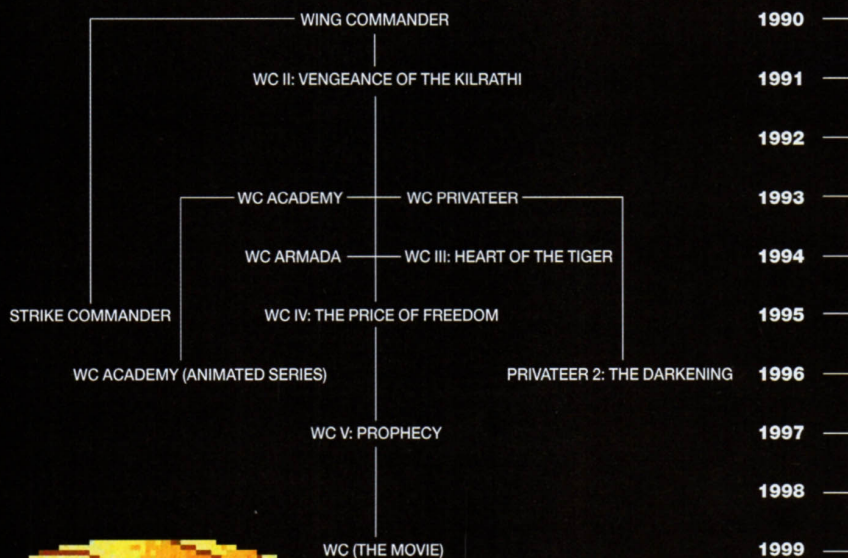 WING COMMANDER 1990
WC II: VENGEANCE OF THE KILRATHI 1991
1992
WC ACADEMY WC PRIVATEER 1993
WC ARMADA WC III: HEART OF THE TIGER 1994
STRIKE COMMANDER WC IV: THE PRICE OF FREEDOM 1995
WC ACADEMY (ANIMATED SERIES) PRIVATEER 2: THE DARKENING 1996
WC V: PROPHECY 1997
1998
WC (THE MOVIE) 1999